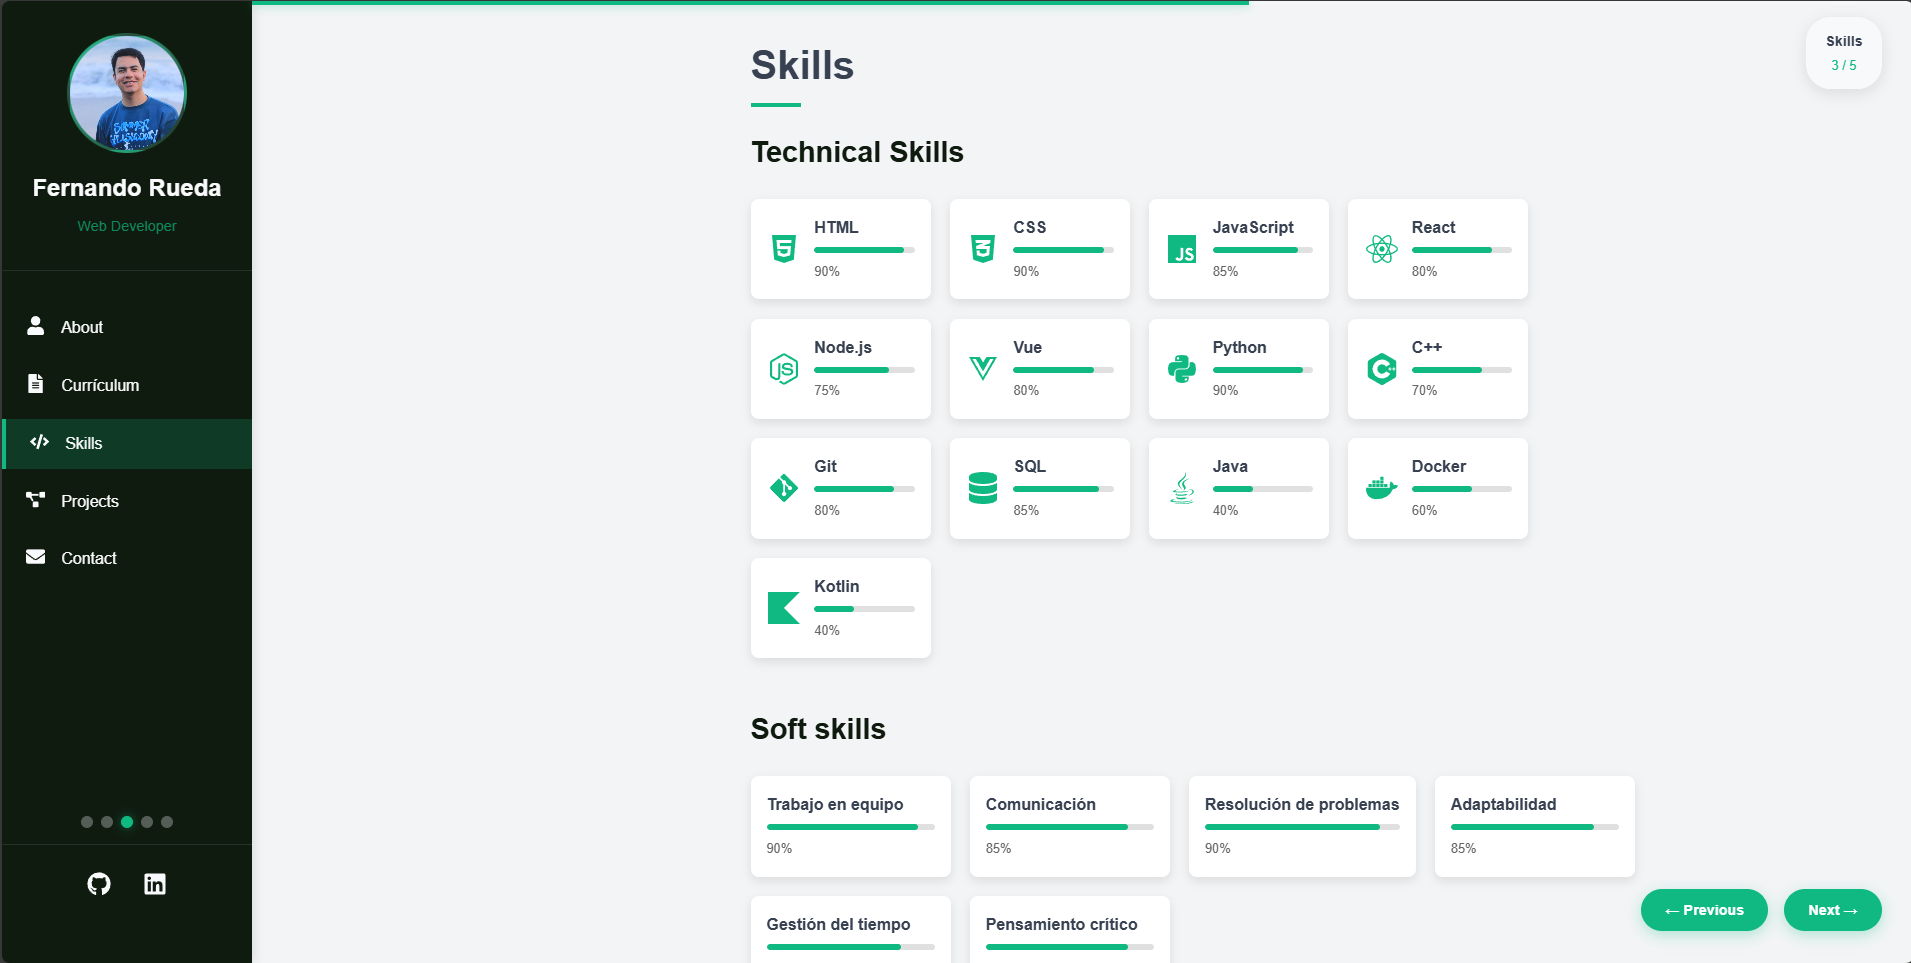 Fernando Rueda
Web Developer
About
Currículum
Skills
Projects
Contact
Skills
3 / 5
Skills
Technical Skills
HTML
90%
CSS
90%
JavaScript
85%
JS
React
80%
Node.js
75%
JS
Vue
80%
Python
90%
C++
70%
Git
80%
SQL
85%
Java
40%
Docker
60%
Kotlin
40%
Soft skills
Trabajo en equipo
90%
Comunicación
85%
Resolución de problemas
90%
Adaptabilidad
85%
Gestión del tiempo
Pensamiento crítico
← Previous
Next →